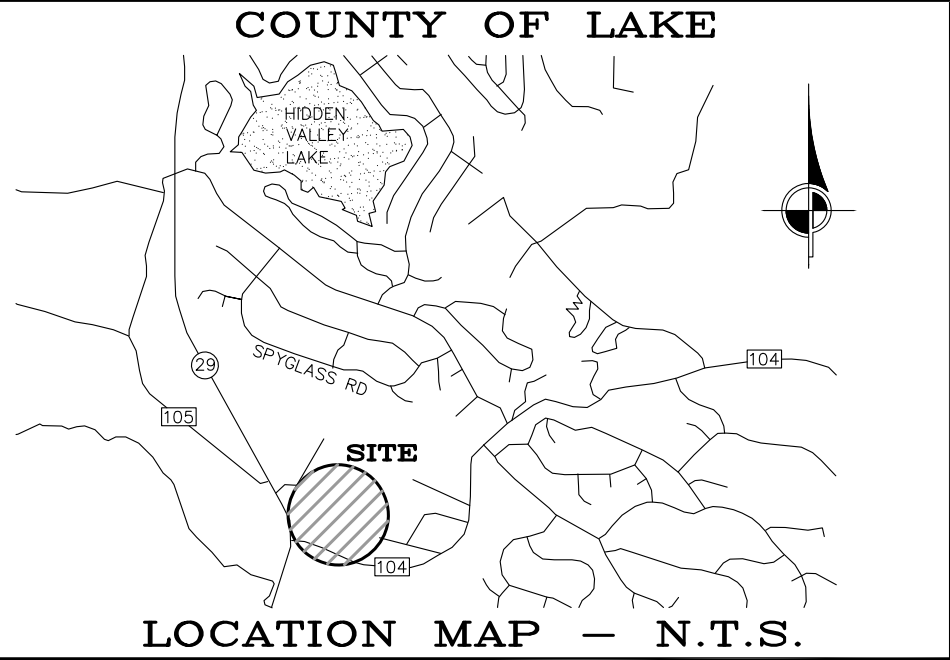 COUNTY OF LAKE
HIDDEN
VALLEY
LAKE
29
SPYGLASS RD
104
105
SITE
104
LOCATION MAP – N.T.S.